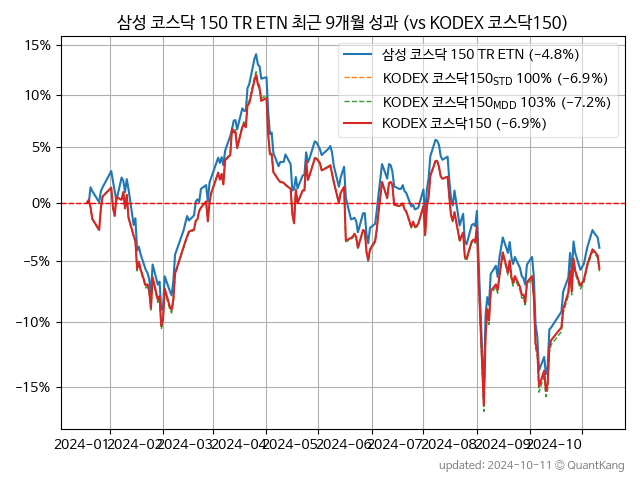 삼성 코스닥 150 TR ETN 최근 9개월 성과 (vs KODEX 코스닥150)
삼성 코스닥 150 TR ETN (−4.8%)
KODEX 코스닥150STD 100% (−6.9%)
KODEX 코스닥150MDD 103% (−7.2%)
KODEX 코스닥150 (−6.9%)
15%
10%
5%
0%
−5%
−10%
−15%
2024-01 2024-02 2024-03 2024-04 2024-05 2024-06 2024-07 2024-08 2024-09 2024-10
updated: 2024-10-11 © QuantKang